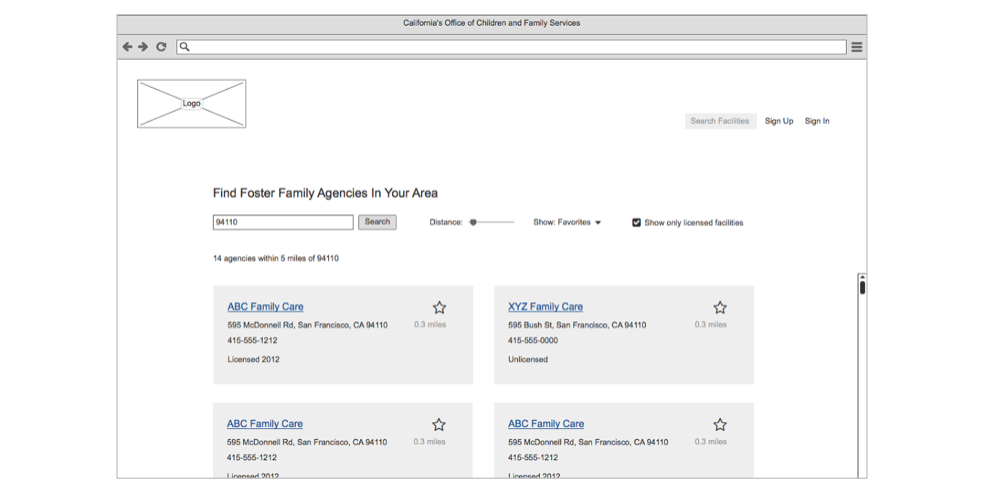 California's Office of Children and Family Services
Logo
Search Facilities Sign Up Sign In
Find Foster Family Agencies In Your Area
94110 Search Distance: Show: Favorites Show only licensed facilities
14 agencies within 5 miles of 94110
ABC Family Care
595 McDonnell Rd, San Francisco, CA 94110 0.3 miles
415-555-1212
Licensed 2012
XYZ Family Care
595 Bush St, San Francisco, CA 94110 0.3 miles
415-555-0000
Unlicensed
ABC Family Care
595 McDonnell Rd, San Francisco, CA 94110 0.3 miles
415-555-1212
Licensed 2012
ABC Family Care
595 McDonnell Rd, San Francisco, CA 94110 0.3 miles
415-555-1212
Licensed 2012